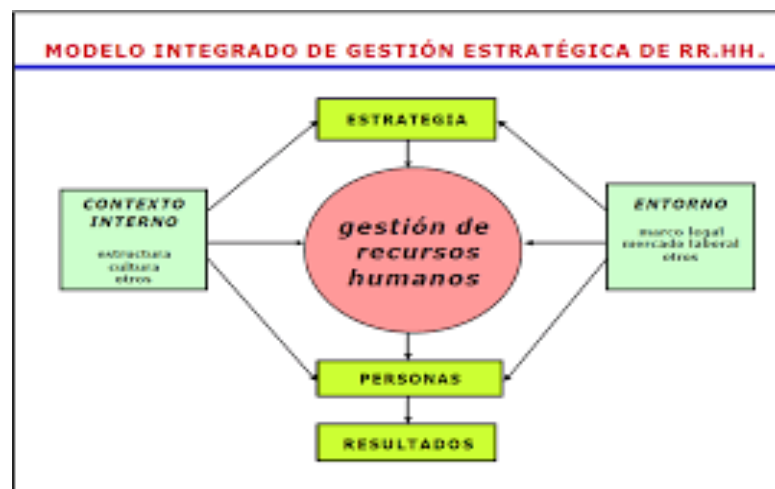 MODELO INTEGRADO DE GESTIÓN ESTRATÉGICA DE RR.HH.
ESTRATEGIA
CONTEXTO
INTERNO
estructura
cultura
otros
gestión de
recursos
humanos
ENTORNO
marco legal
mercado laboral
otros
PERSONAS
RESULTADOS